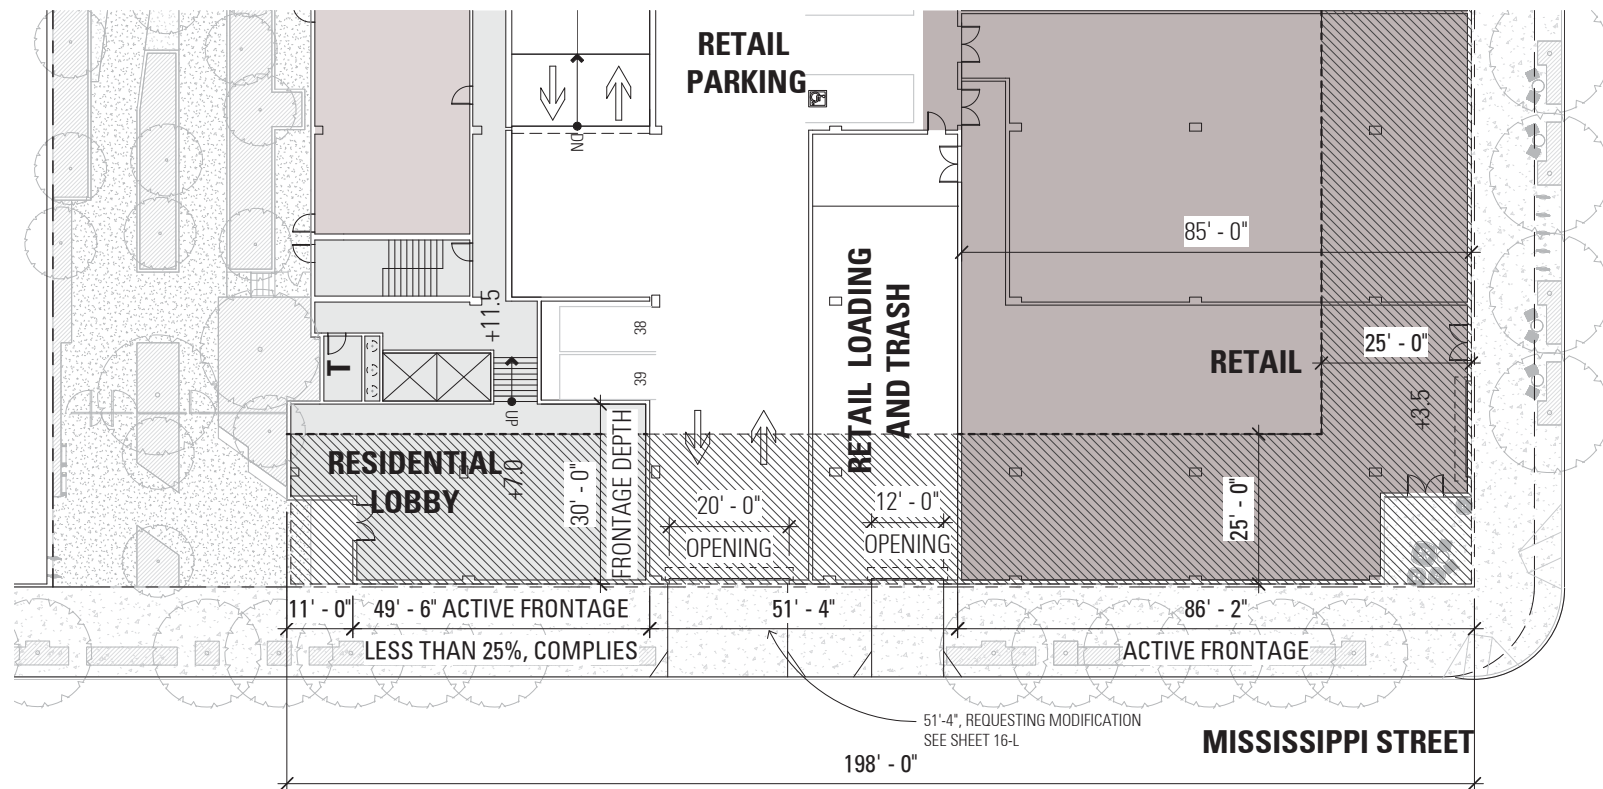 RETAIL
PARKING
DN
85' - 0"
+11.5
38
39
RETAIL LOADING
AND TRASH
RETAIL
25' - 0"
+3.5
T
UP
RESIDENTIAL
LOBBY
+7.0
30' - 0"
FRONTAGE DEPTH
20' - 0"
OPENING
12' - 0"
OPENING
25' - 0"
11' - 0"
49' - 6" ACTIVE FRONTAGE
51' - 4"
86' - 2"
LESS THAN 25%, COMPLIES
ACTIVE FRONTAGE
51'-4", REQUESTING MODIFICATION
SEE SHEET 16-L
MISSISSIPPI STREET
198' - 0"